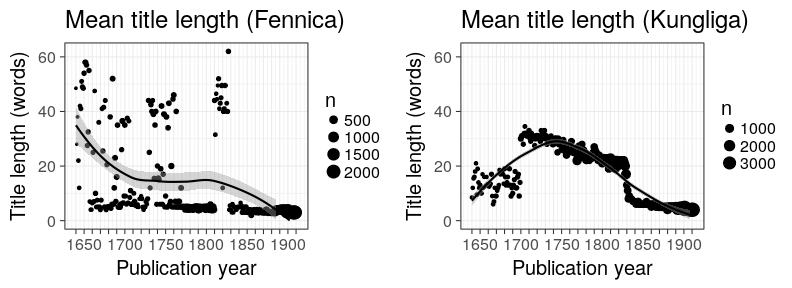 Mean title length (Fennica)
Title length (words)
60
40
20
0
1650 1700 1750 1800 1850 1900
Publication year
n
500
1000
1500
2000
Mean title length (Kungliga)
Title length (words)
60
40
20
0
1650 1700 1750 1800 1850 1900
Publication year
n
1000
2000
3000